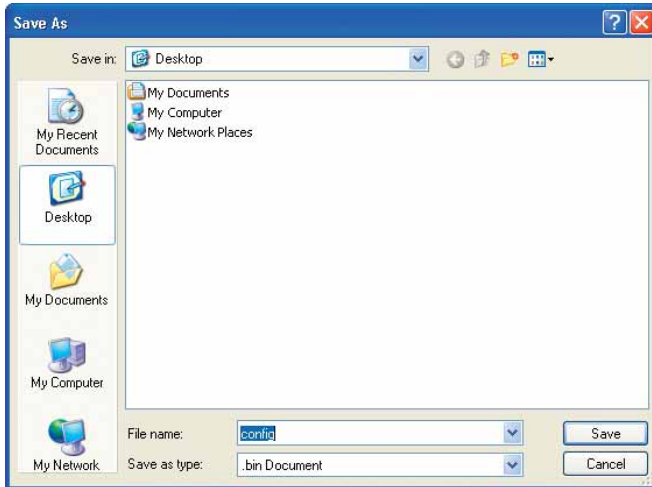 Save As
Save in:
Desktop
My Recent
Documents
Desktop
My Documents
My Computer
My Network
My Documents
My Computer
My Network Places
File name:
config
Save
Save as type:
.bin Document
Cancel